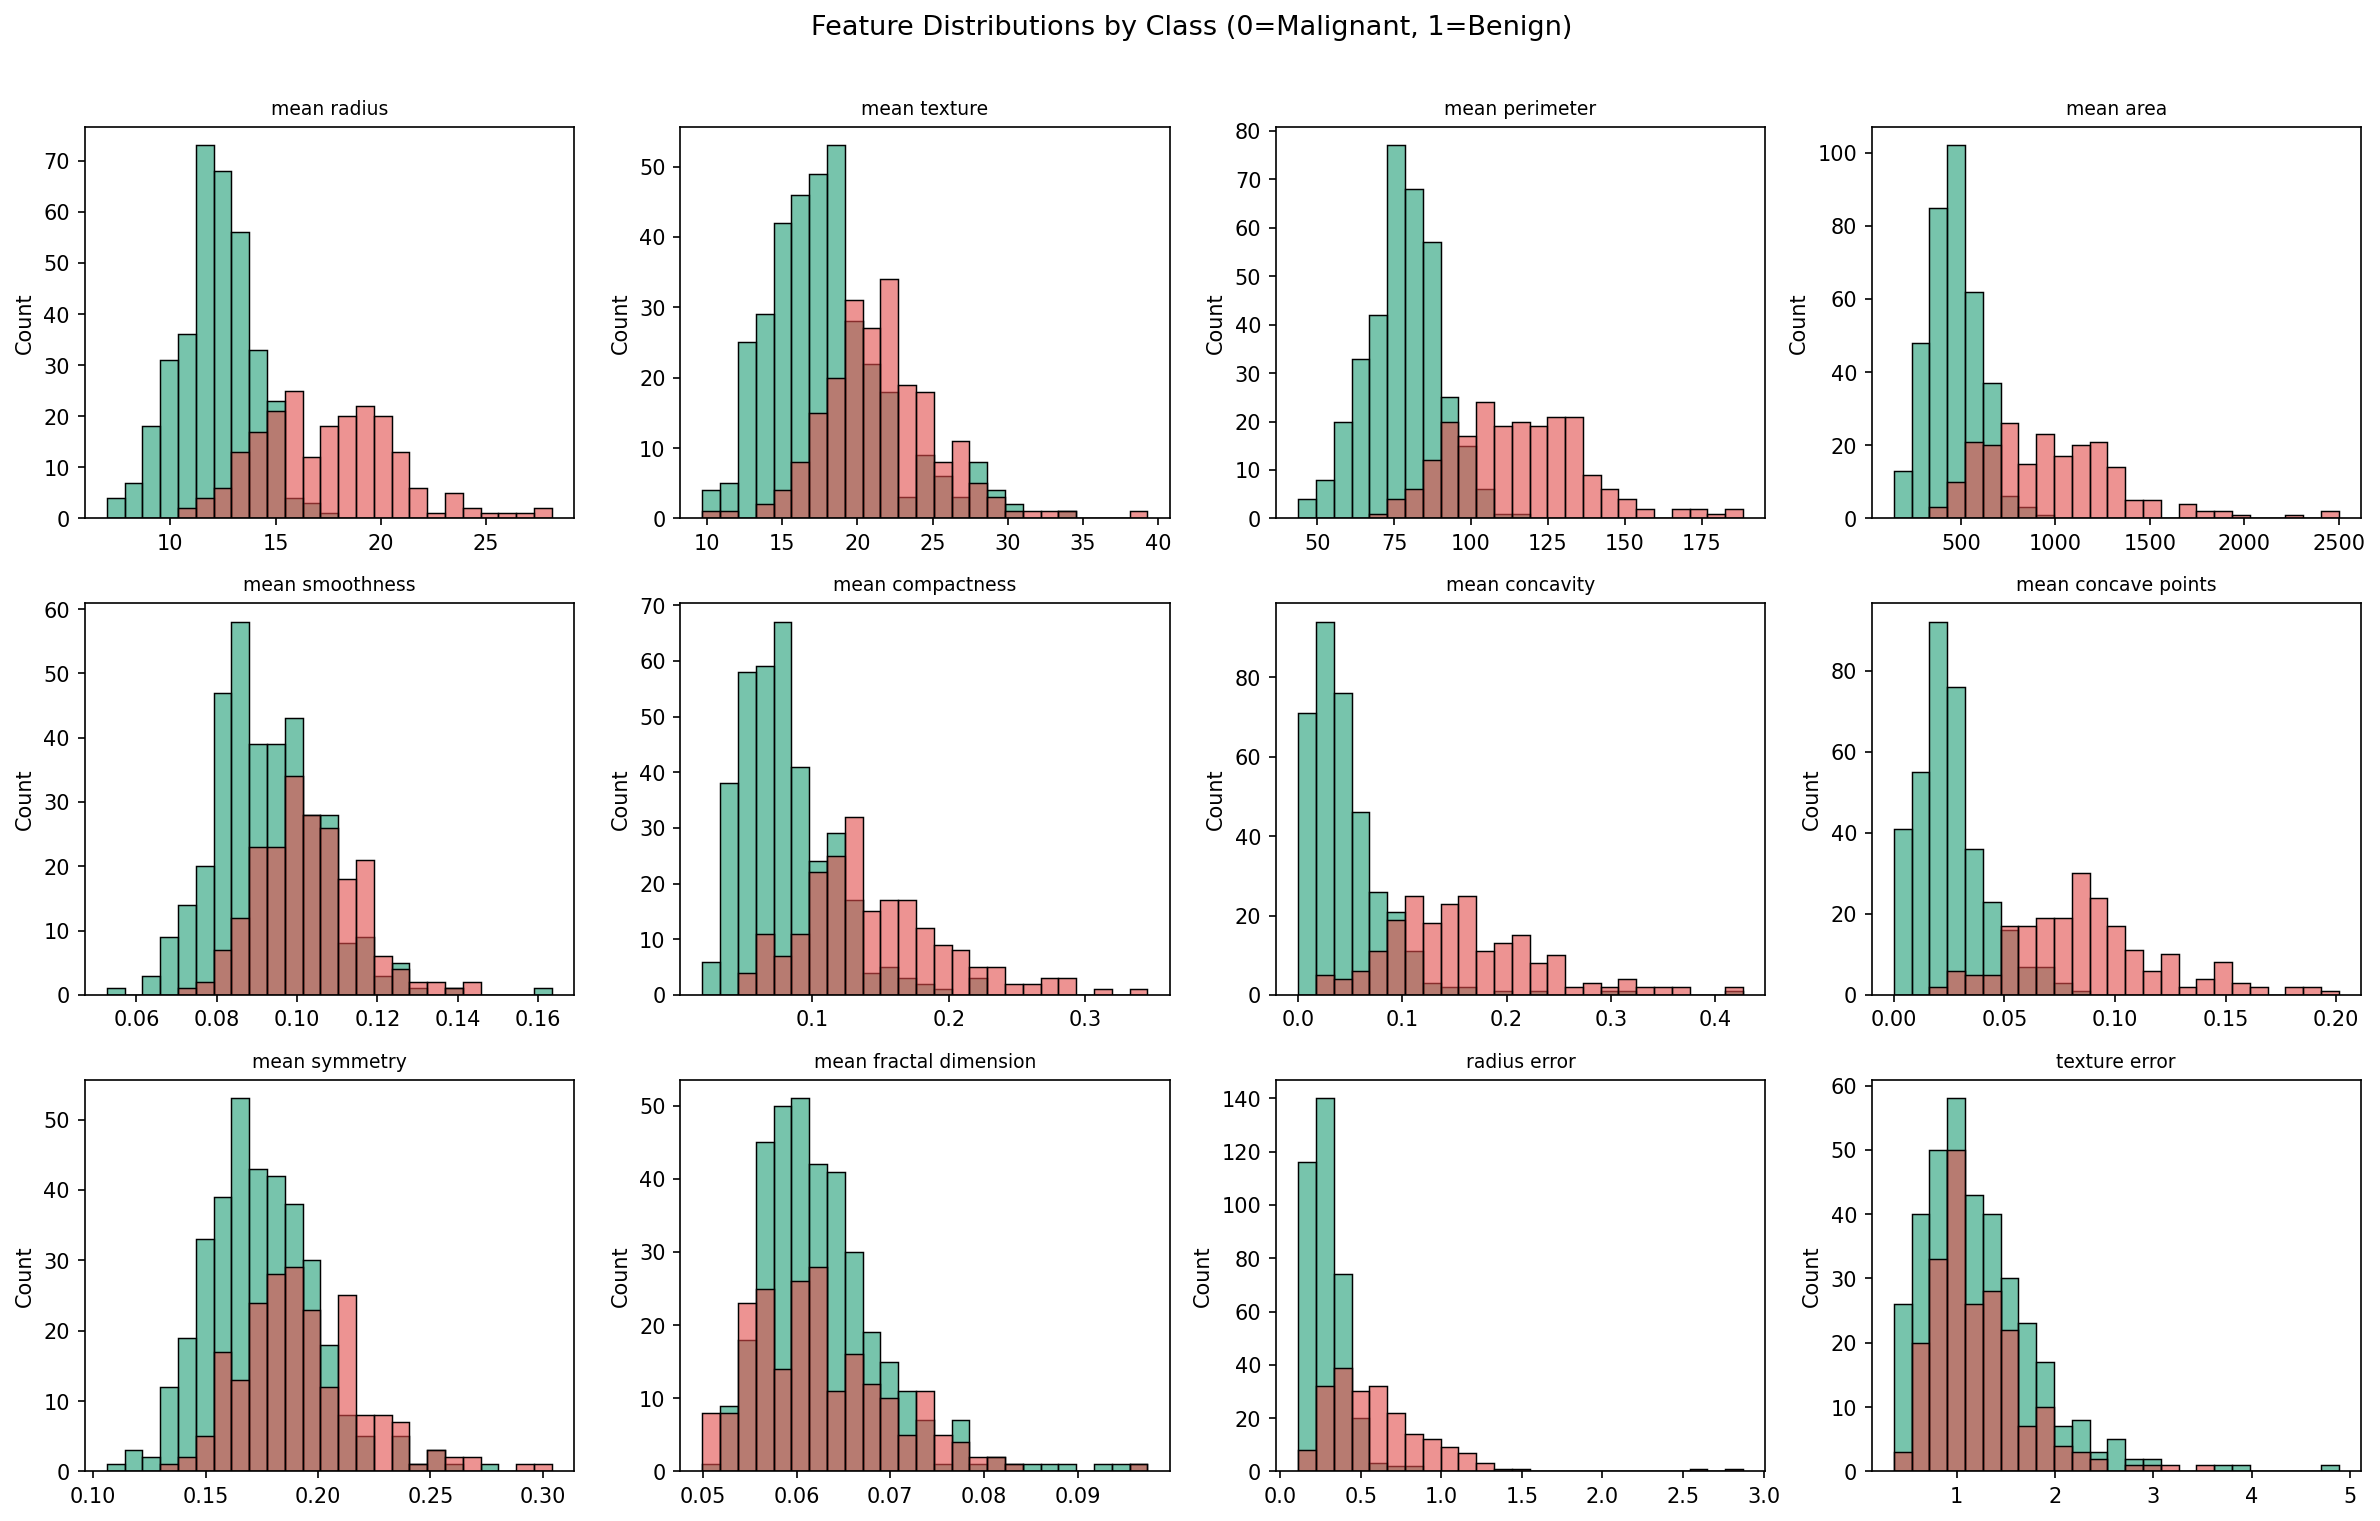 Feature Distributions by Class (0=Malignant, 1=Benign)
mean radius
Count
70
60
50
40
30
20
10
0
10 15 20 25
mean texture
Count
50
40
30
20
10
0
10 15 20 25 30 35 40
mean perimeter
Count
80
70
60
50
40
30
20
10
0
50 75 100 125 150 175
mean area
Count
100
80
60
40
20
0
500 1000 1500 2000 2500
mean smoothness
Count
60
50
40
30
20
10
0
0.06 0.08 0.10 0.12 0.14 0.16
mean compactness
Count
70
60
50
40
30
20
10
0
0.1 0.2 0.3
mean concavity
Count
80
60
40
20
0
0.0 0.1 0.2 0.3 0.4
mean concave points
Count
80
60
40
20
0
0.00 0.05 0.10 0.15 0.20
mean symmetry
Count
50
40
30
20
10
0
0.10 0.15 0.20 0.25 0.30
mean fractal dimension
Count
50
40
30
20
10
0
0.05 0.06 0.07 0.08 0.09
radius error
Count
140
120
100
80
60
40
20
0
0.0 0.5 1.0 1.5 2.0 2.5 3.0
texture error
Count
60
50
40
30
20
10
0
1 2 3 4 5